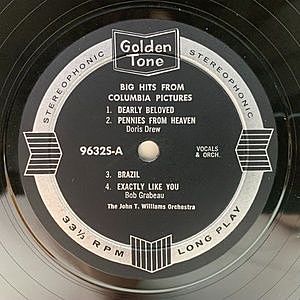 Golden
Tone
STEREOPHONIC
STEREOPHONIC
BIG HITS FROM
COLUMBIA PICTURES
1. DEARLY BELOVED
2. PENNIES FROM HEAVEN
Doris Drew
9632S-A
VOCALS
& ORCH.
3. BRAZIL
4. EXACTLY LIKE YOU
Bob Grabeau
The John T. Williams Orchestra
33⅓ RPM
LONG PLAY